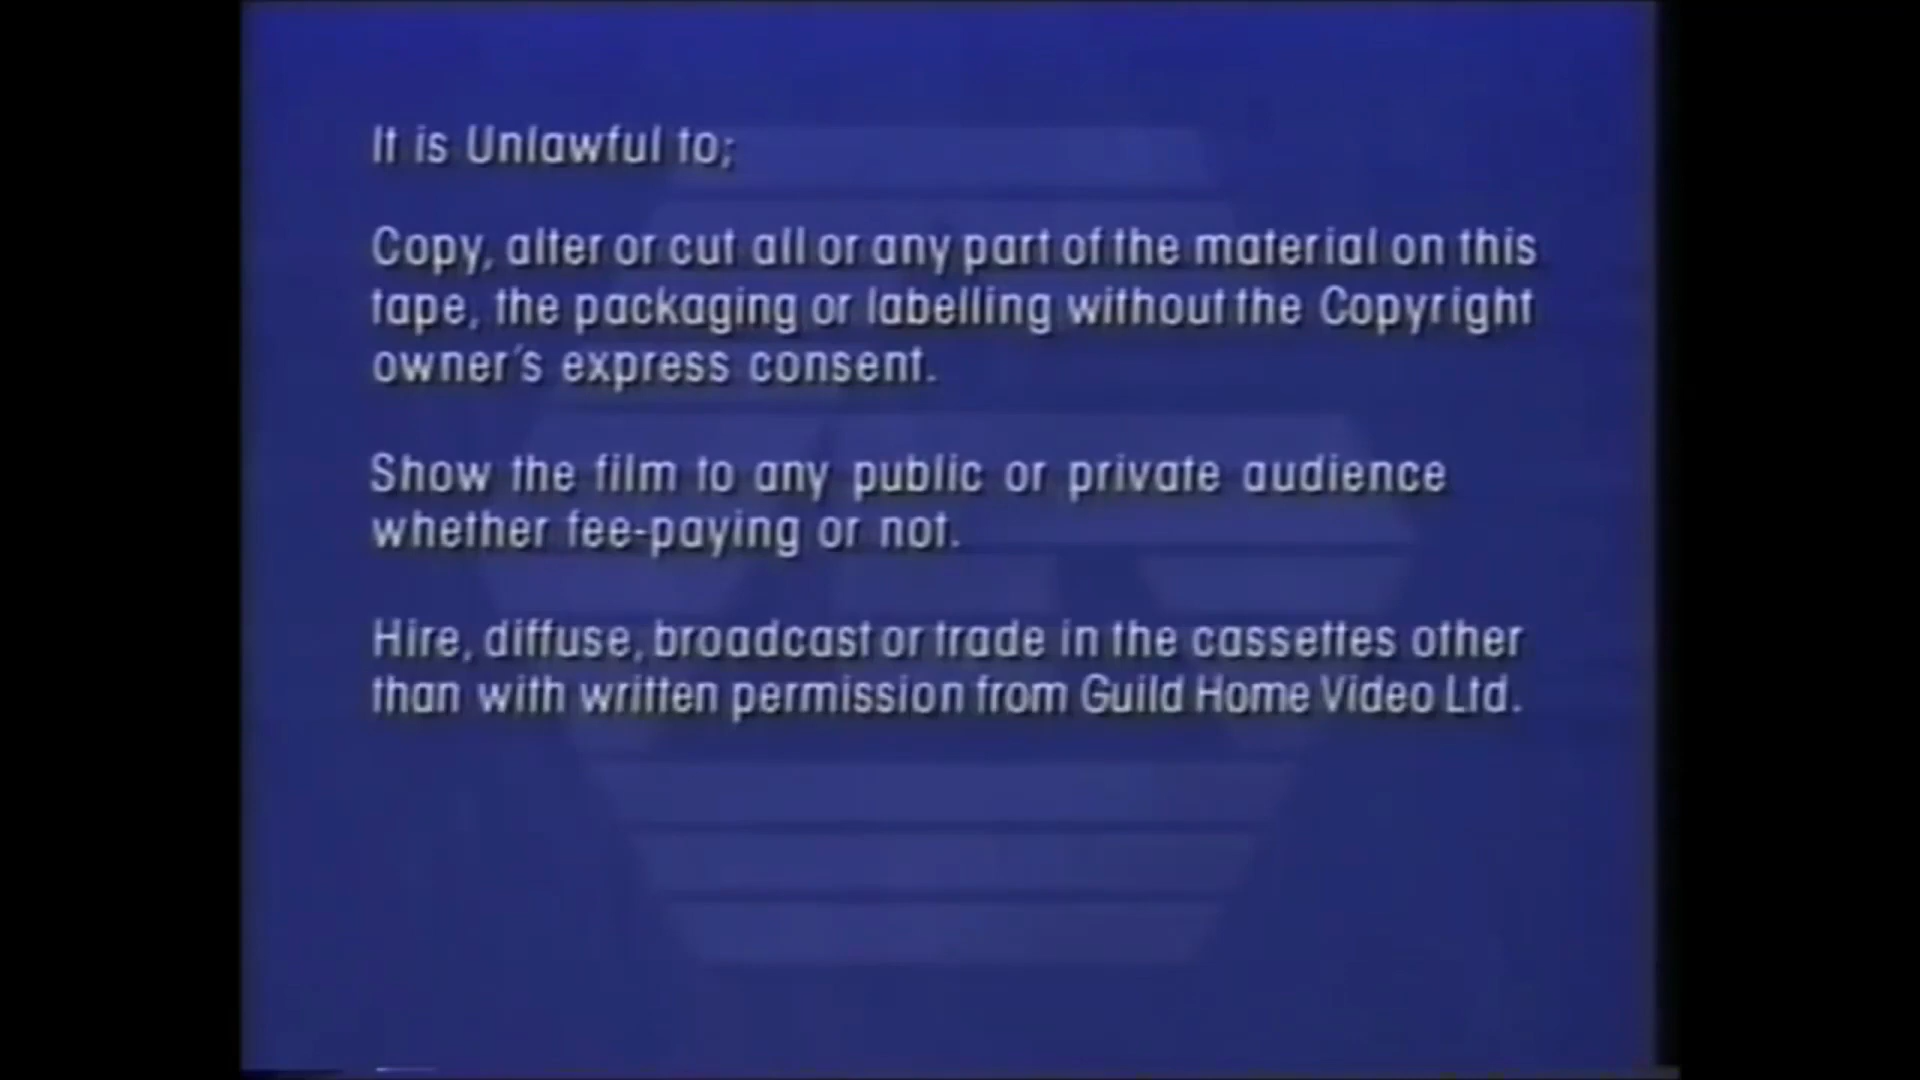 It is Unlawful to;
Copy, alter or cut all or any part of the material on this
tape, the packaging or labelling without the Copyright
owner's express consent.
Show the film to any public or private audience
whether fee-paying or not.
Hire, diffuse, broadcast or trade in the cassettes other
than with written permission from Guild Home Video Ltd.